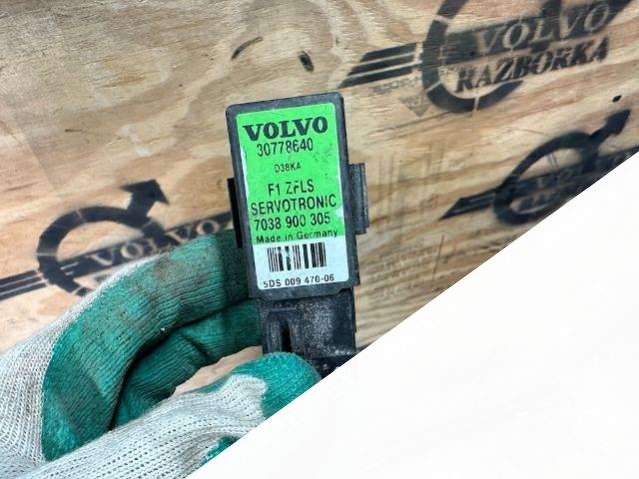 VOLVO
RAZBORKA
VOLVO
VOLVO
30778640
D38KA
F1 ZFLS
SERVOTRONIC
7038 900 305
Made in Germany
5DS 009 470-06